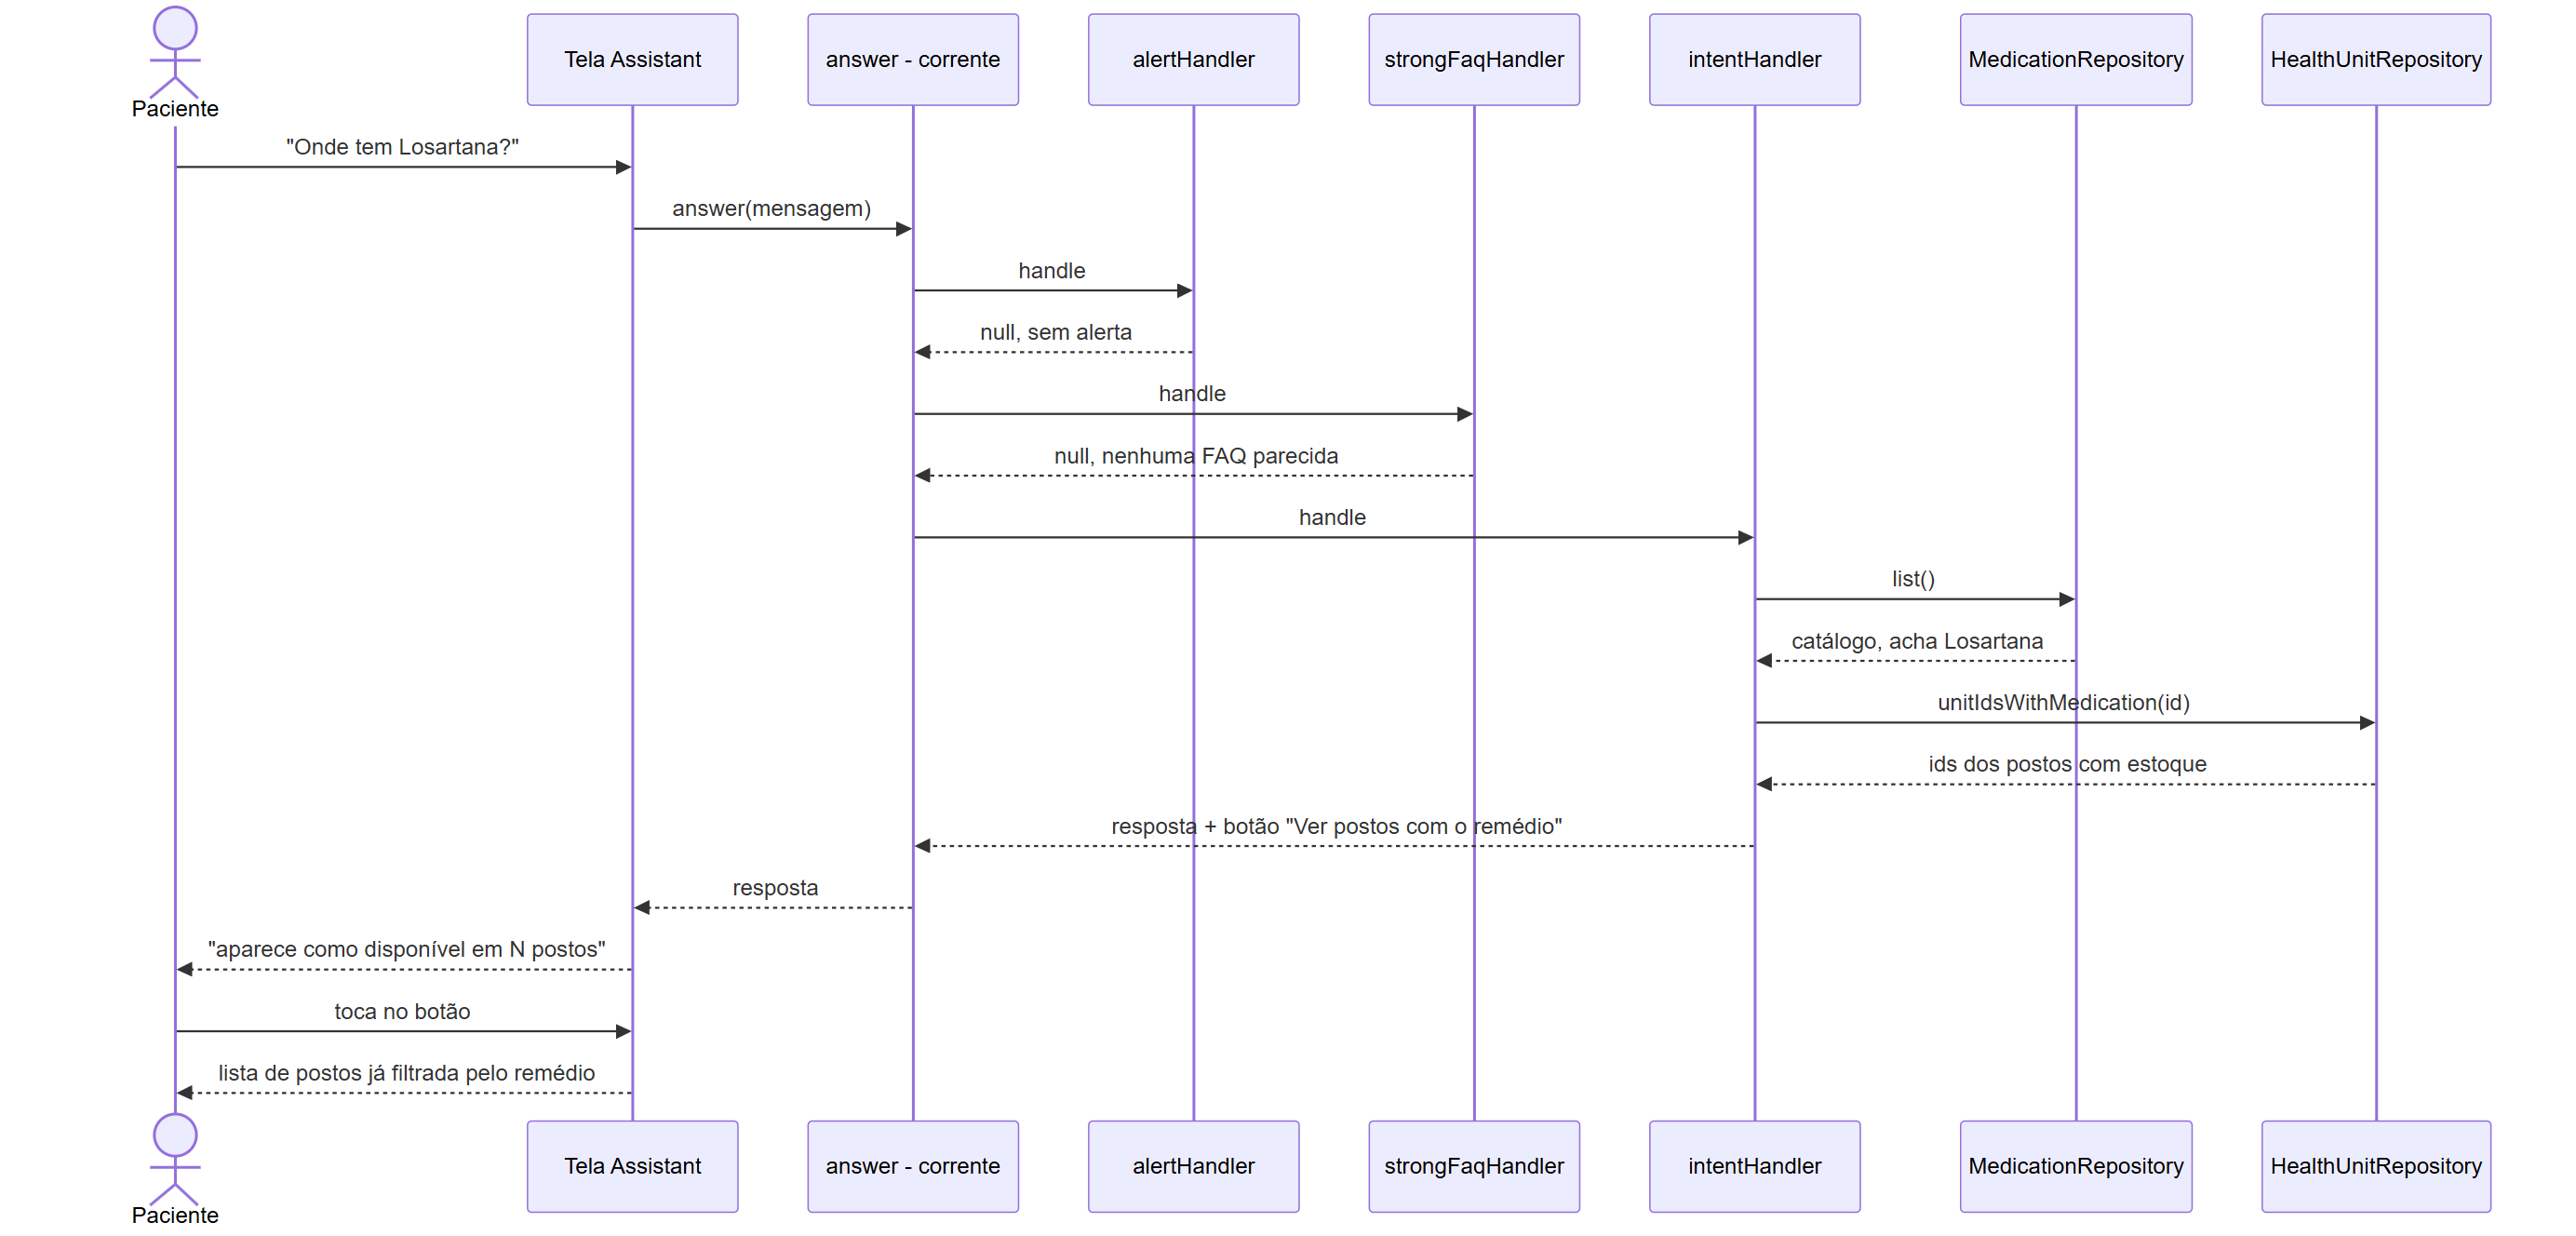 Paciente
Tela Assistant
answer - corrente
alertHandler
strongFaqHandler
intentHandler
MedicationRepository
HealthUnitRepository
"Onde tem Losartana?"
answer(mensagem)
handle
null, sem alerta
handle
null, nenhuma FAQ parecida
handle
list()
catálogo, acha Losartana
unitIdsWithMedication(id)
ids dos postos com estoque
resposta + botão "Ver postos com o remédio"
resposta
"aparece como disponível em N postos"
toca no botão
lista de postos já filtrada pelo remédio
Paciente
Tela Assistant
answer - corrente
alertHandler
strongFaqHandler
intentHandler
MedicationRepository
HealthUnitRepository